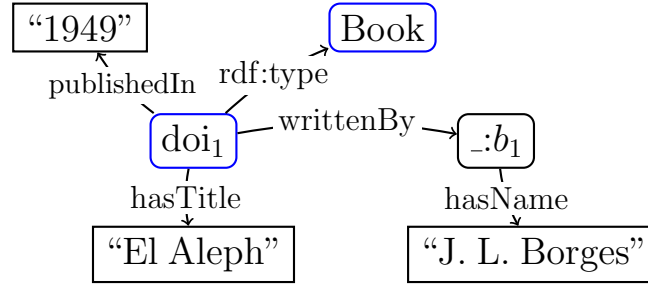 “1949”
Book
publishedIn
rdf:type
writtenBy
doi₁
_:b₁
hasTitle
hasName
“El Aleph”
“J. L. Borges”